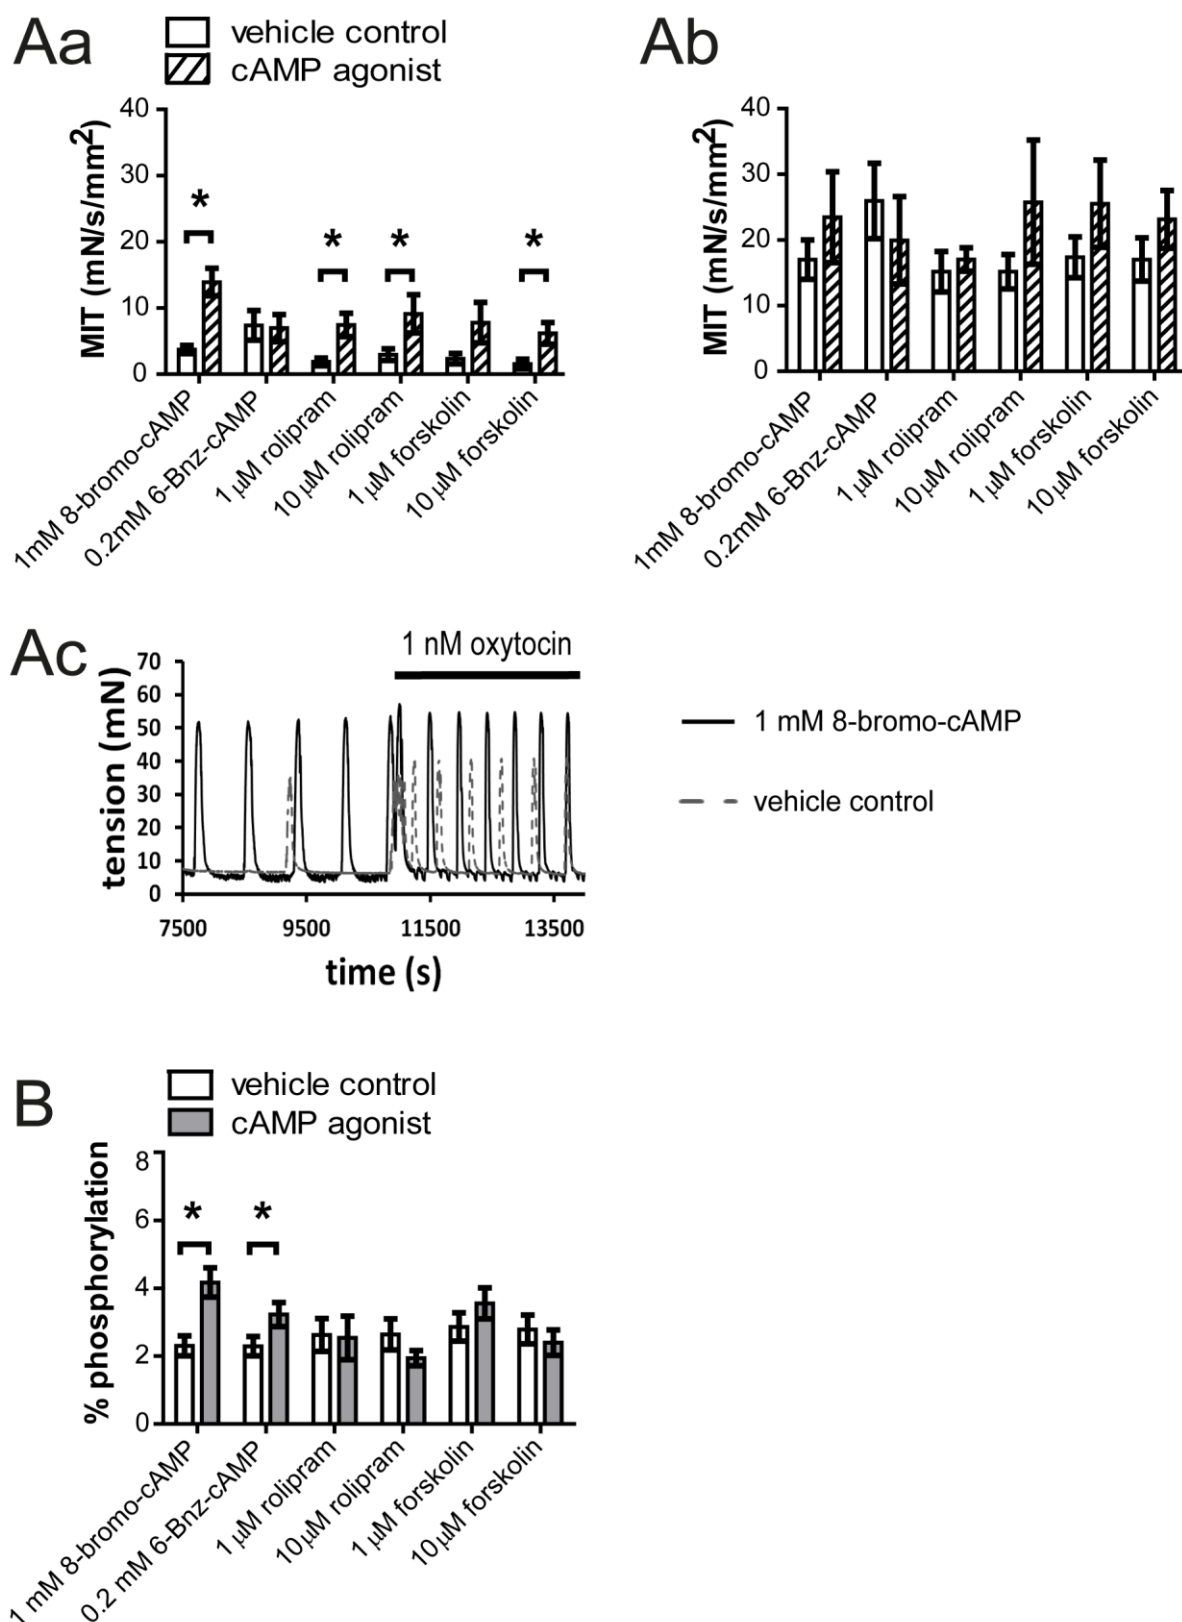 Aa
vehicle control
cAMP agonist
MIT (mN/s/mm2)
40
30
20
10
0
*
*
*
*
1mM 8-bromo-cAMP
0.2mM 6-Bnz-cAMP
1 μM rolipram
10 μM rolipram
1 μM forskolin
10 μM forskolin
Ab
MIT (mN/s/mm2)
40
30
20
10
0
1mM 8-bromo-cAMP
0.2mM 6-Bnz-cAMP
1 μM rolipram
10 μM rolipram
1 μM forskolin
10 μM forskolin
Ac
1 nM oxytocin
tension (mN)
70
60
50
40
30
20
10
0
7500
9500
11500
13500
time (s)
1 mM 8-bromo-cAMP
vehicle control
B
vehicle control
cAMP agonist
% phosphorylation
8
6
4
2
0
*
*
1 mM 8-bromo-cAMP
0.2 mM 6-Bnz-cAMP
1 μM rolipram
10 μM rolipram
1 μM forskolin
10 μM forskolin